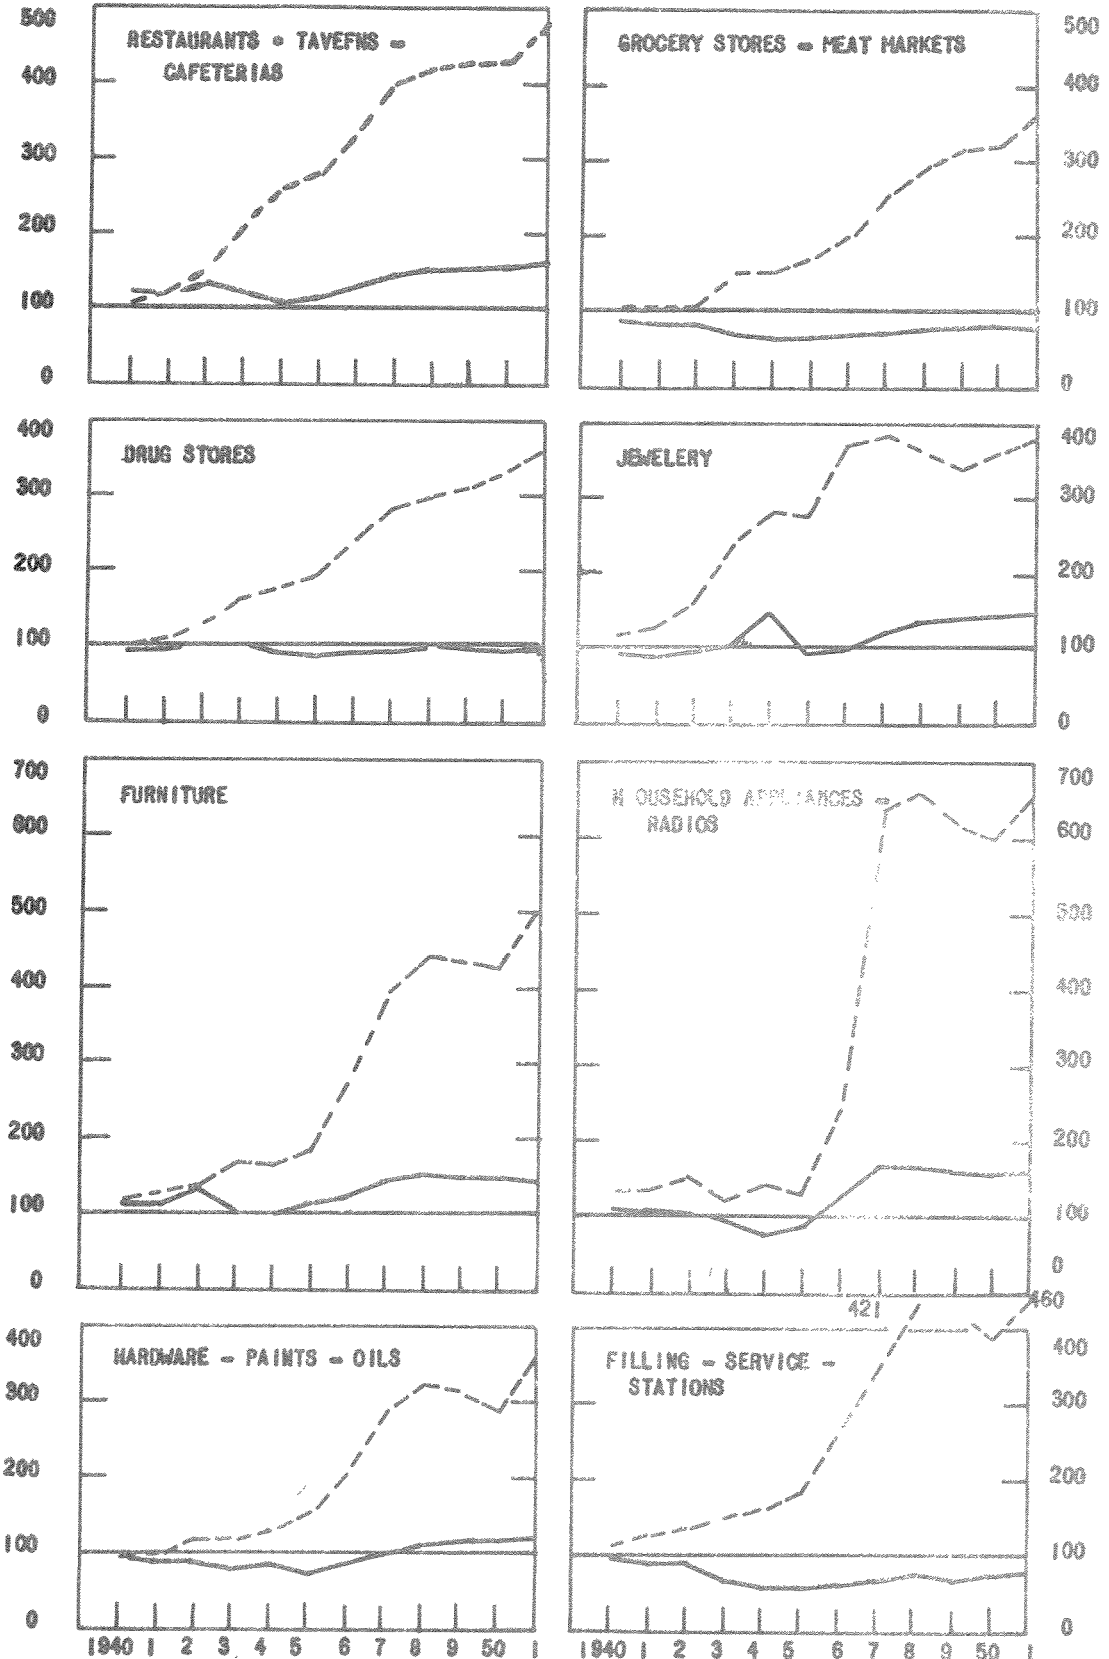 500 RESTAURANTS - TAVEFNS - GROCERY STORES - MEAT MARKETS 500
400 CAFETERIAS 400
300 300
200 200
100 100
0 0
400 DRUG STORES JEWELERY 400
300 300
200 200
100 100
0 0
700 FURNITURE H OUSEHOLD APPLIANCES - 700
RADIOS
600 600
500 500
400 400
300 300
200 200
100 100
0 0
421 460
400 HARDWARE - PAINTS - OILS FILLING - SERVICE - 400
STATIONS
300 300
200 200
100 100
0 0
1940 1 2 3 4 5 6 7 8 9 50 1 1940 1 2 3 4 5 6 7 8 9 50 1